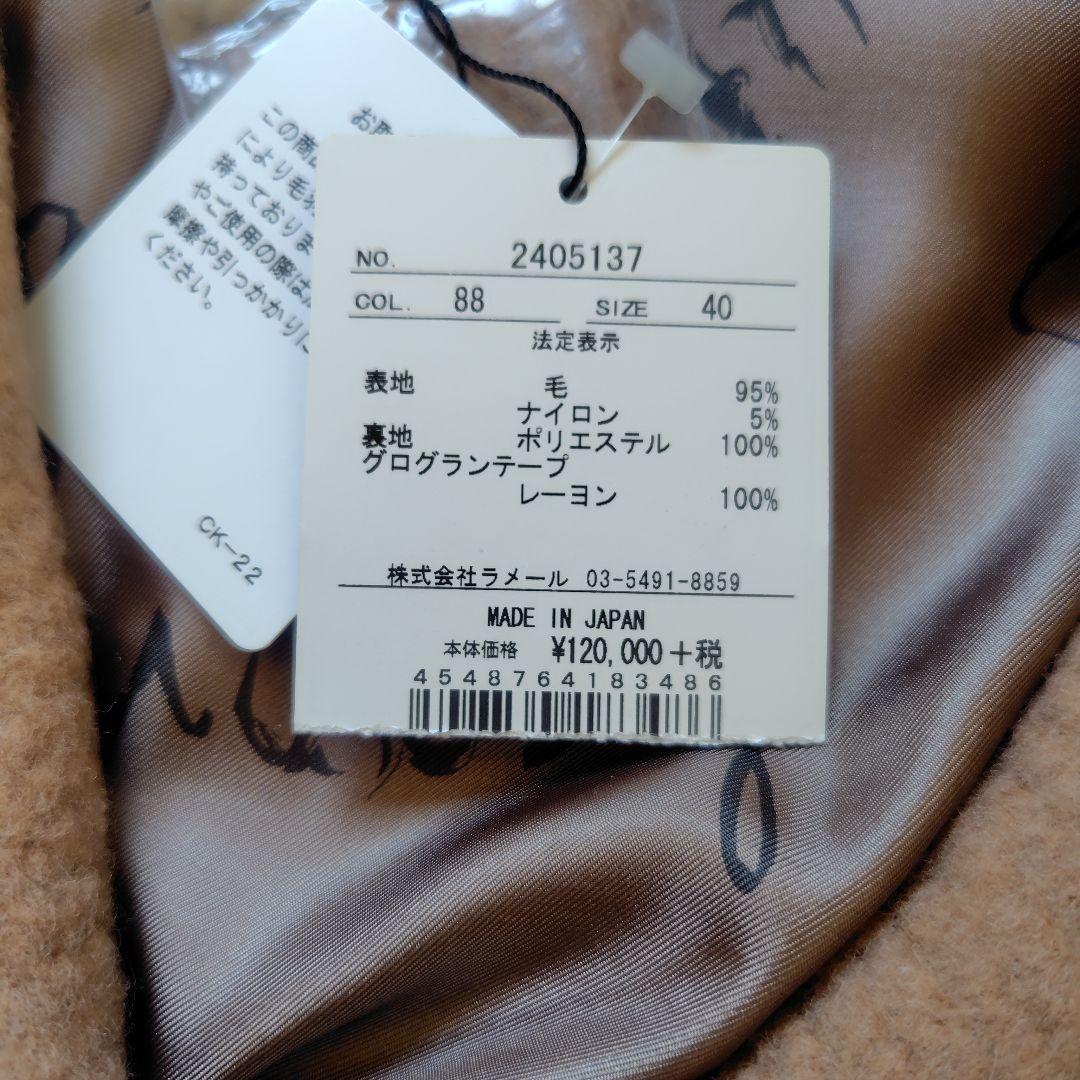 お取
この商品
により毛羽
持っておりま
やご使用の際は
摩擦や引っかかりに
ください。
CK-22
NO. 2405137
COL. 88 SIZE 40
法定表示
表地 毛 95%
ナイロン 5%
裏地 ポリエステル 100%
グログランテープ
レーヨン 100%
株式会社ラメール 03-5491-8859
MADE IN JAPAN
本体価格 ¥120,000+税
4548764183486